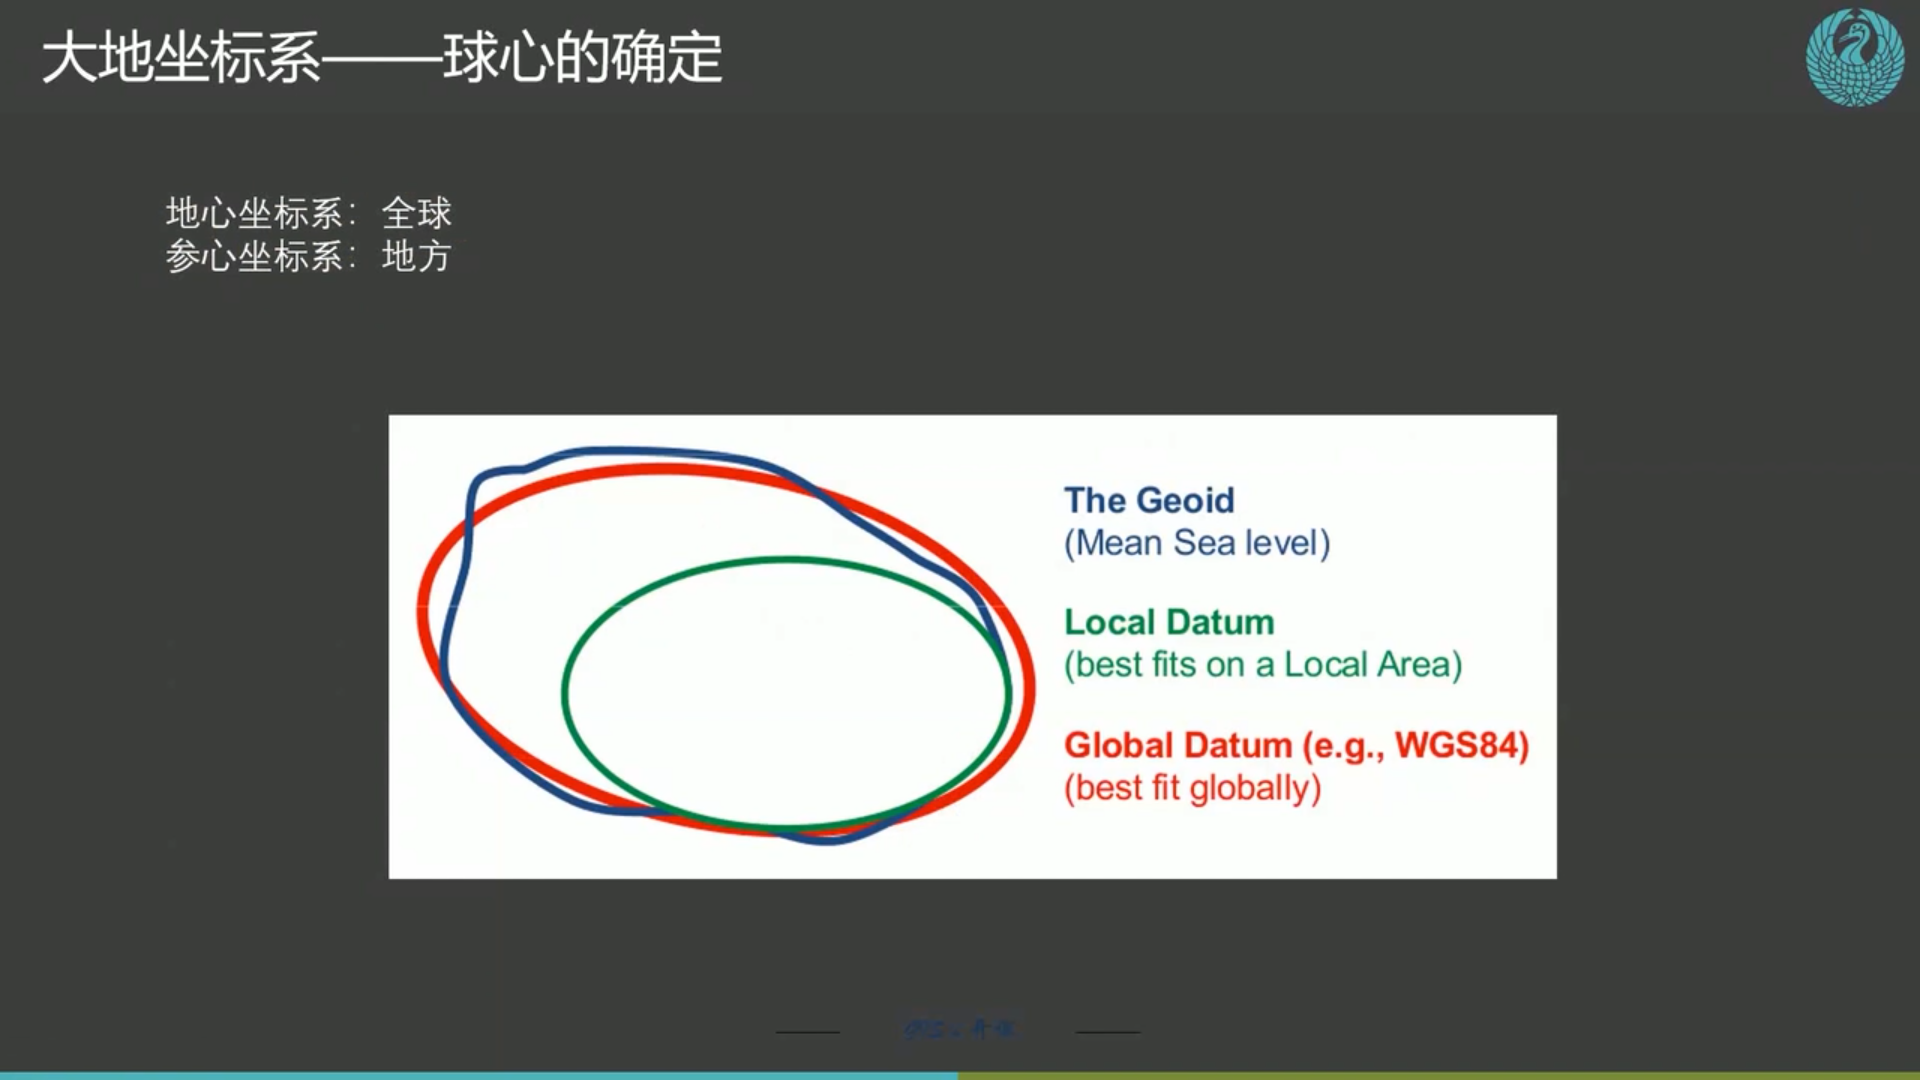 大地坐标系——球心的确定
地心坐标系：全球
参心坐标系：地方
The Geoid
(Mean Sea level)
Local Datum
(best fits on a Local Area)
Global Datum (e.g., WGS84)
(best fit globally)